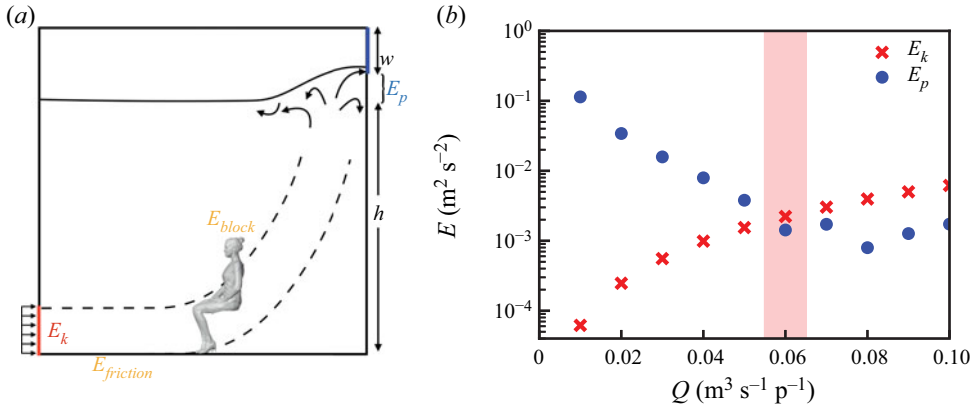 (a)
w
E_p
h
E_block
E_k
E_friction
(b)
10^0
10^−1
10^−2
10^−3
10^−4
E (m^2 s^−2)
E_k
E_p
0 0.02 0.04 0.06 0.08 0.10
Q (m^3 s^−1 p^−1)